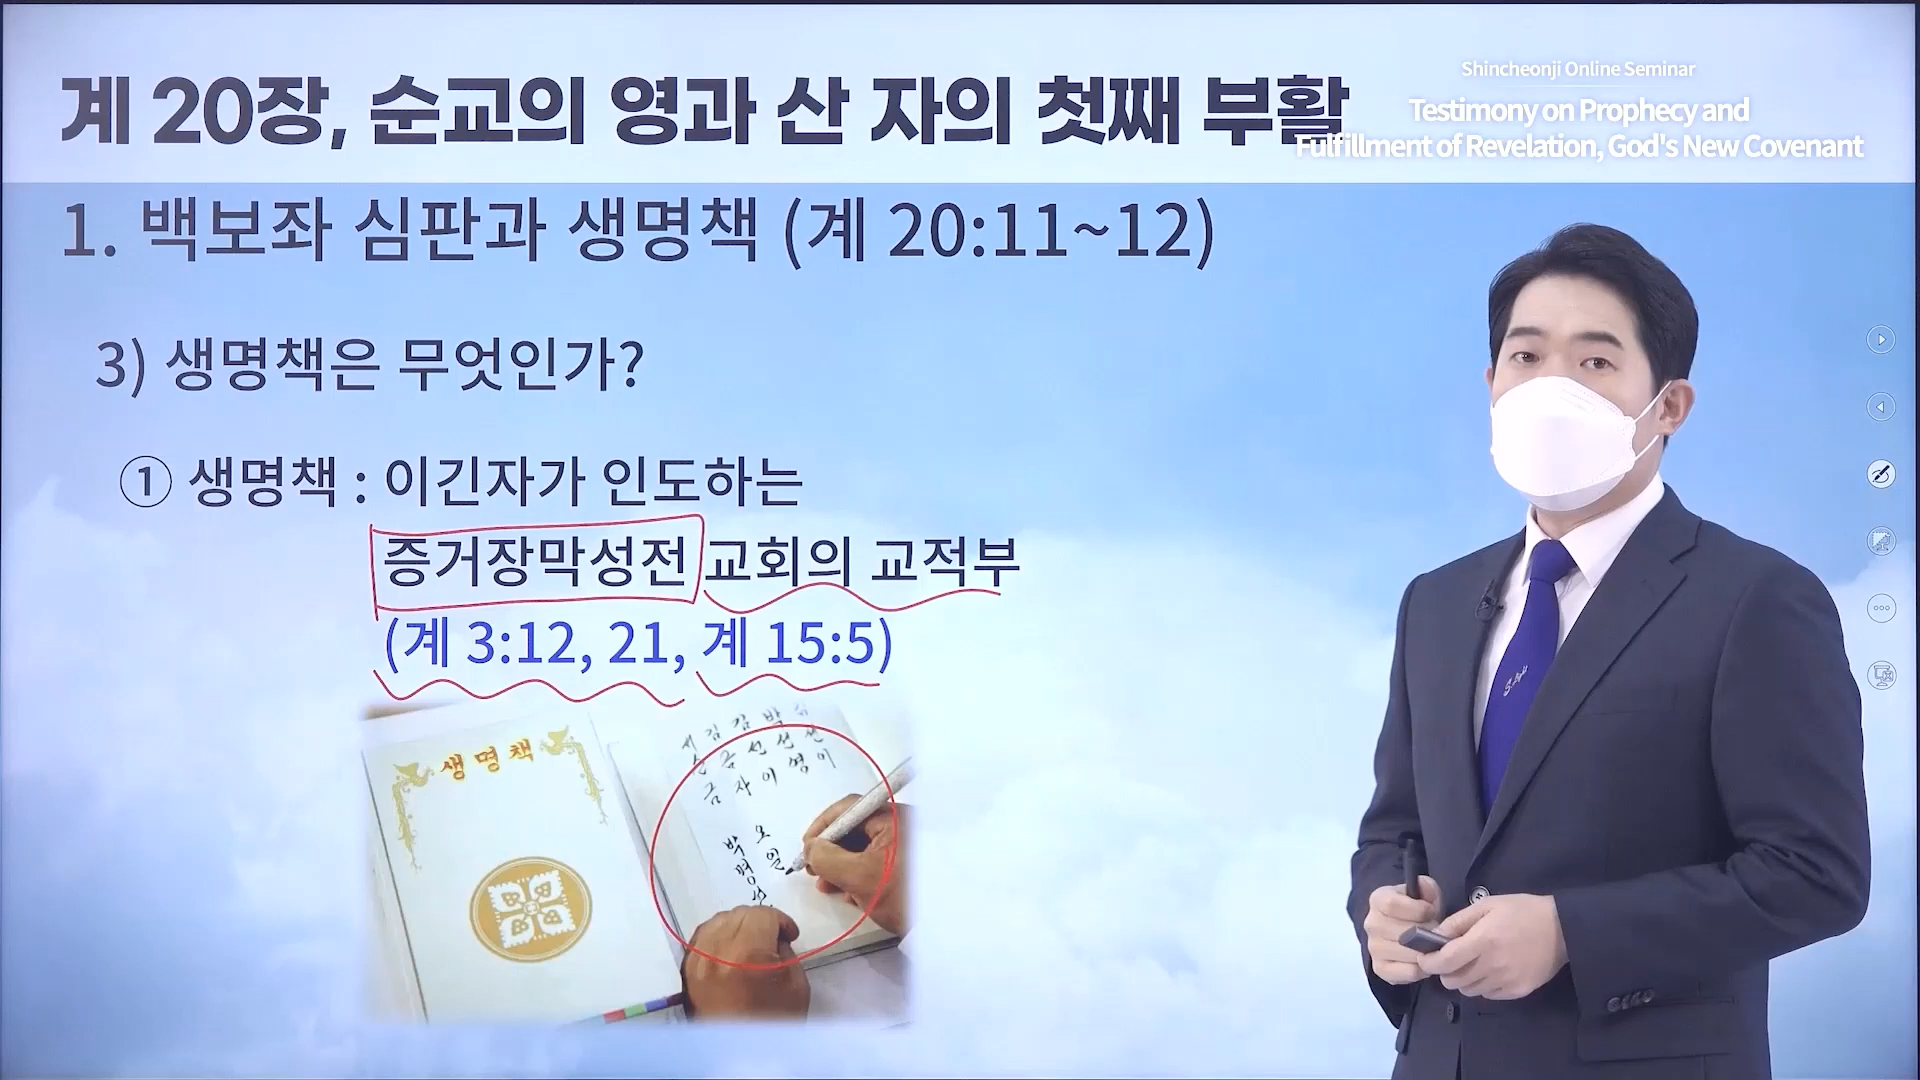 계 20장, 순교의 영과 산 자의 첫째 부활
Shincheonji Online Seminar
Testimony on Prophecy and
Fulfillment of Revelation, God's New Covenant
1. 백보좌 심판과 생명책 (계 20:11~12)
3) 생명책은 무엇인가?
① 생명책 : 이긴자가 인도하는
증거장막성전 교회의 교적부
(계 3:12, 21, 계 15:5)
생명책